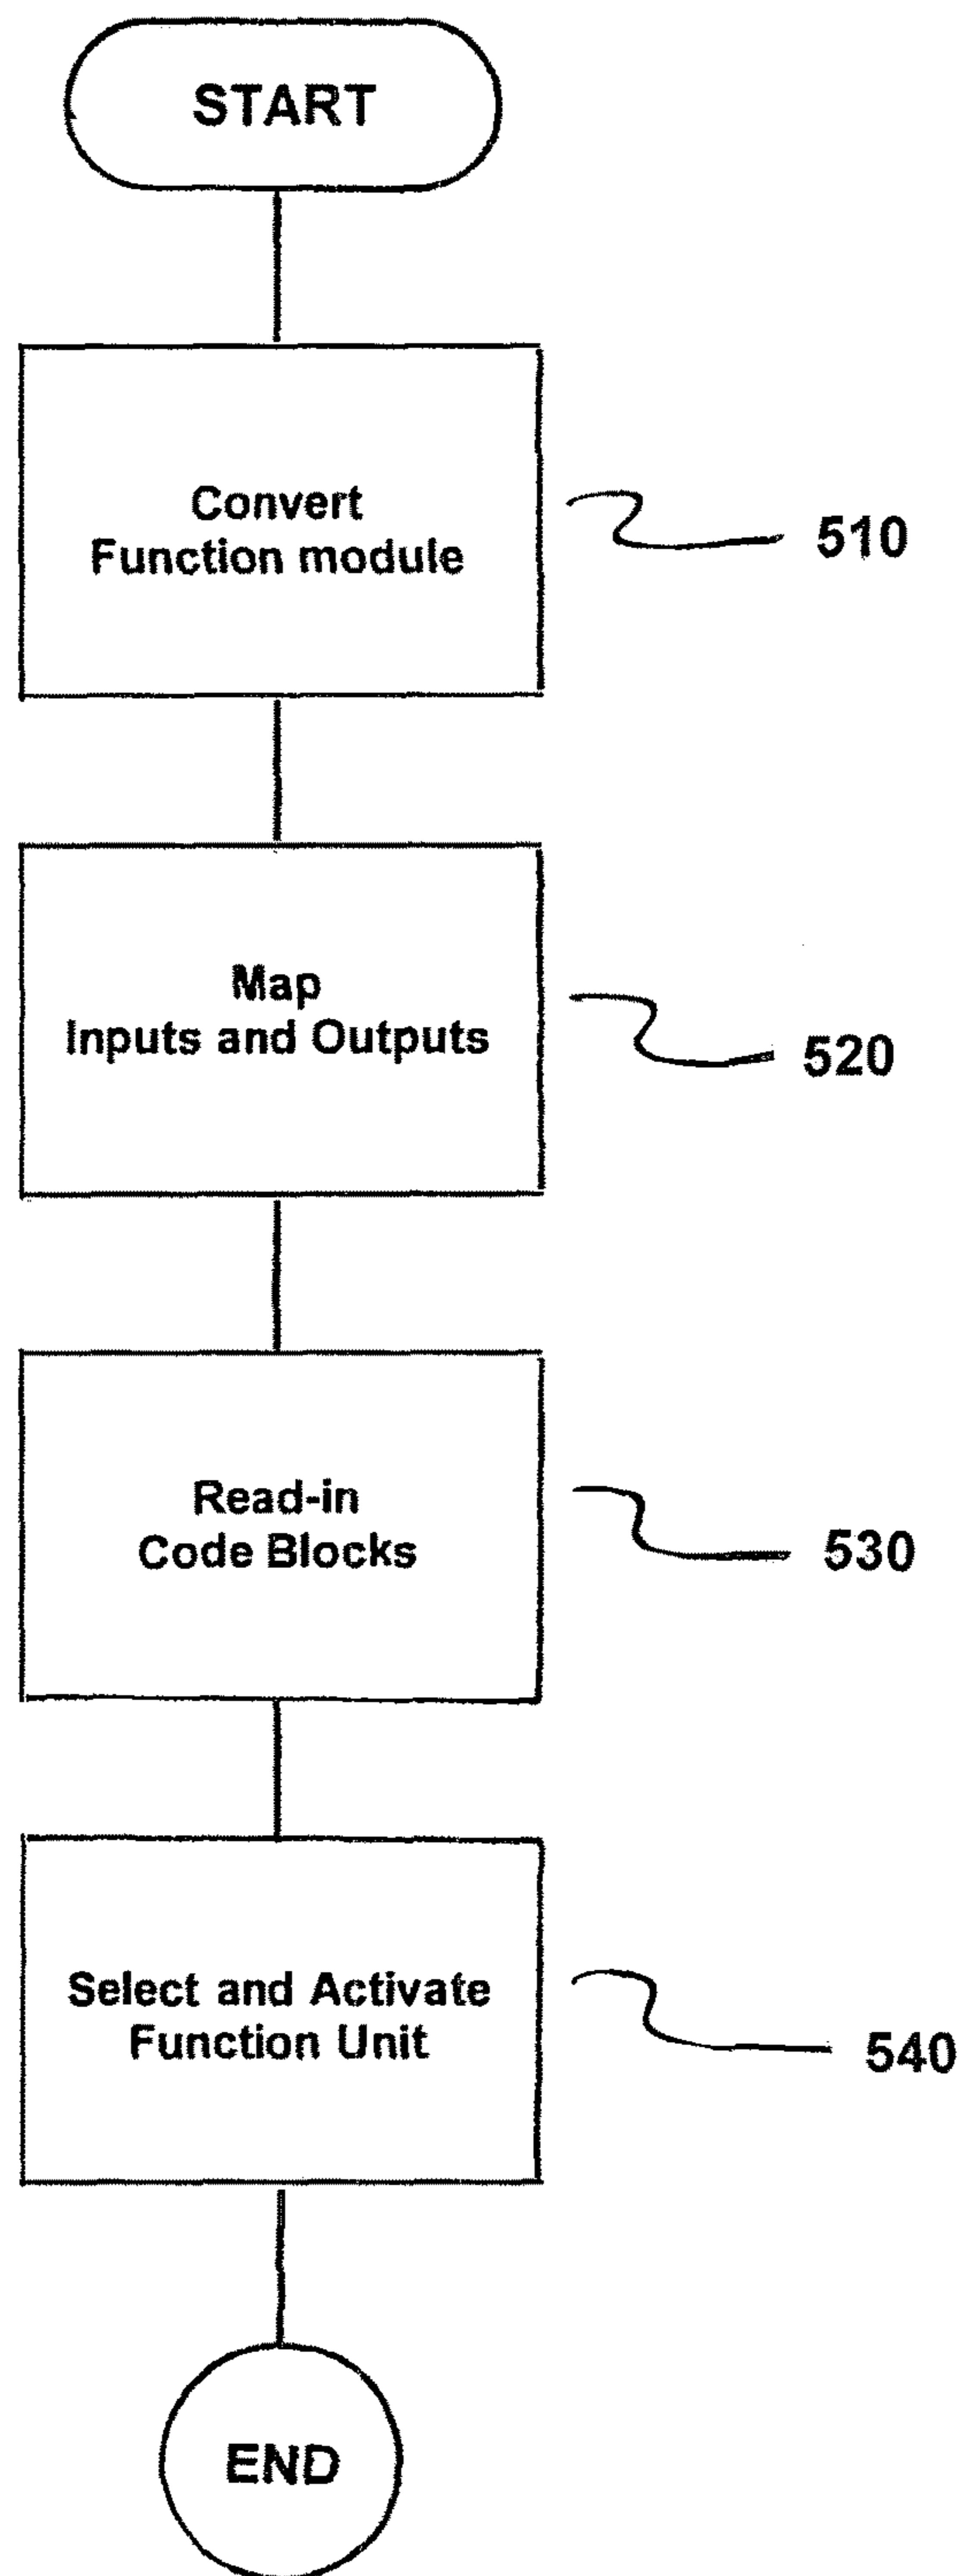 START
Convert
Function module
510
Map
Inputs and Outputs
520
Read-in
Code Blocks
530
Select and Activate
Function Unit
540
END